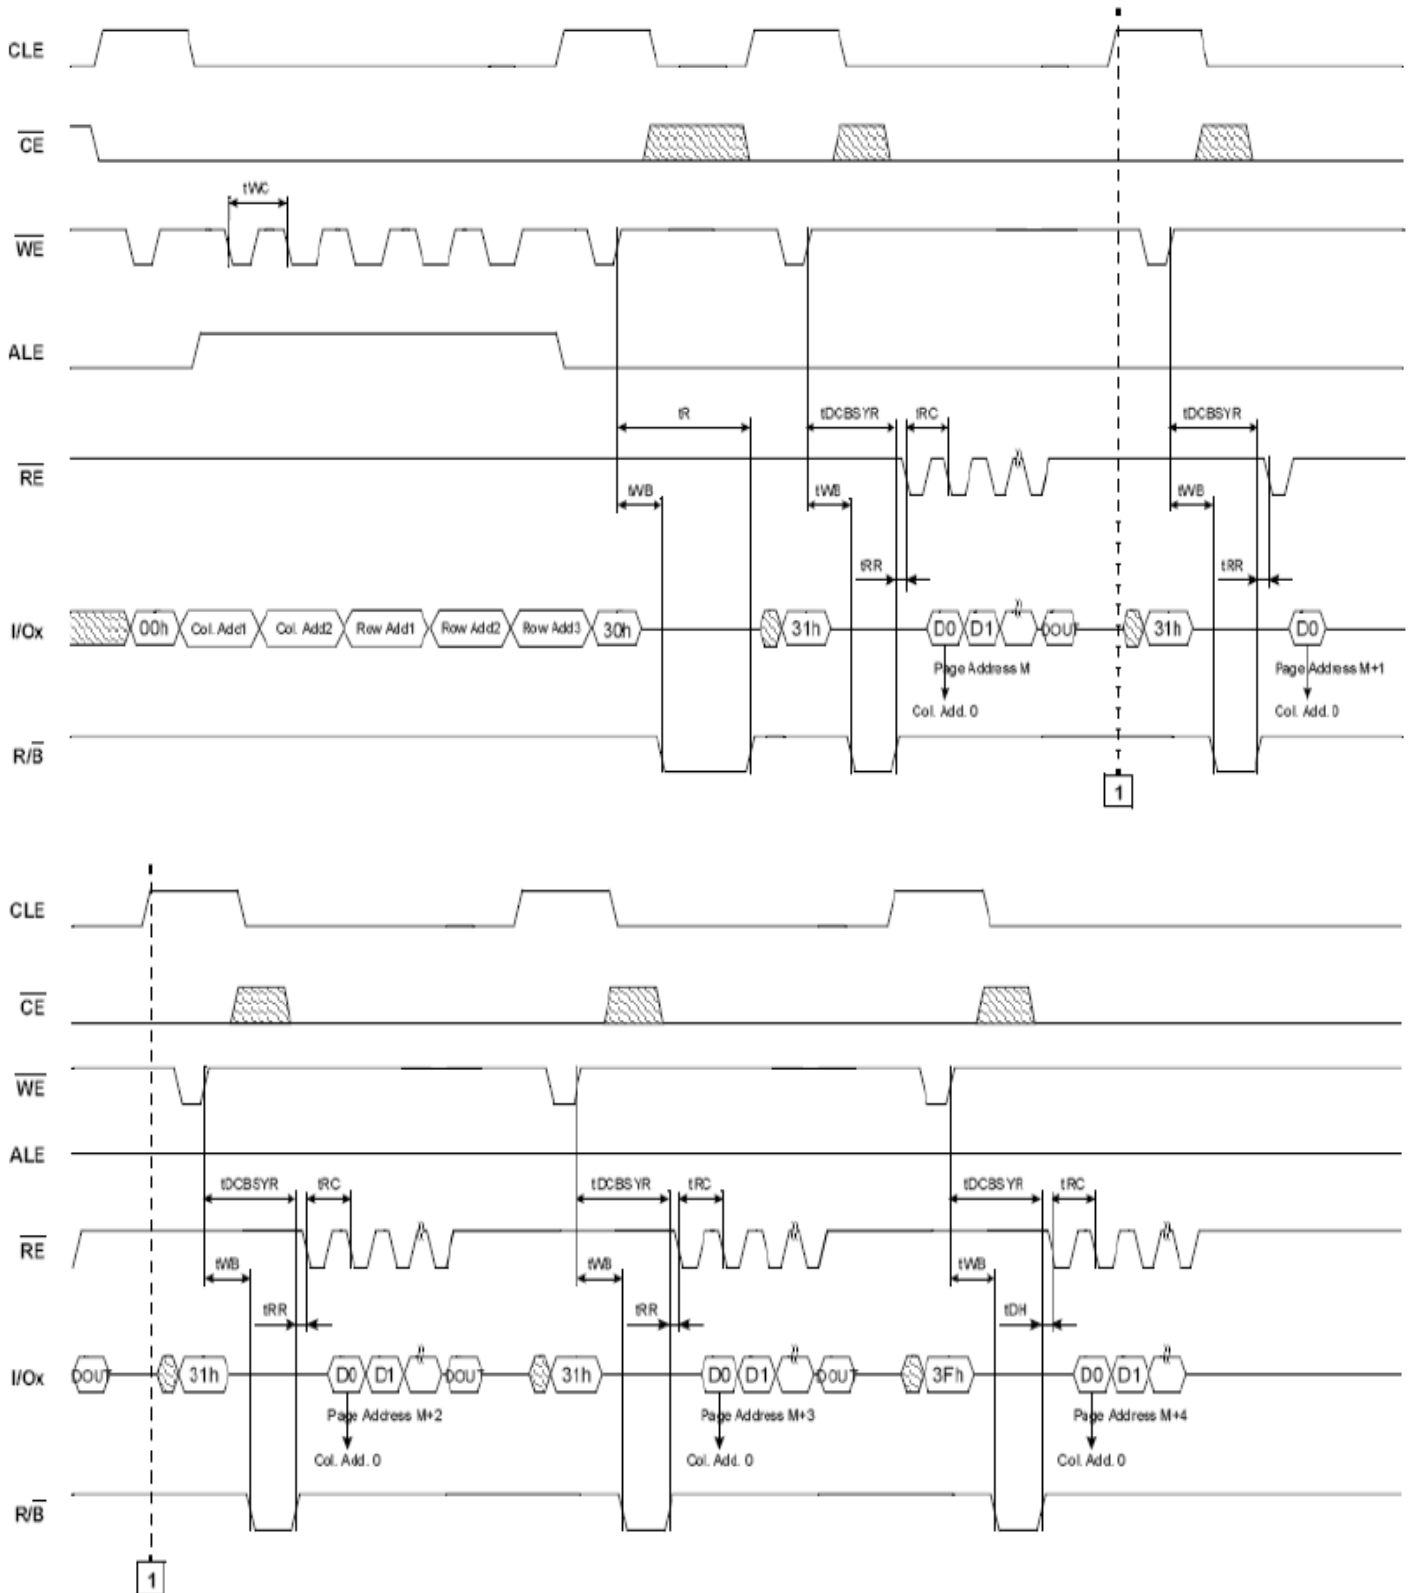 CLE
CE
tWC
WE
ALE
tR tDCBSYR tRC tDCBSYR
RE
tWB tWB tWB
tRR tRR
I/Ox 00h Col. Add1 Col. Add2 Row Add1 Row Add2 Row Add3 30h 31h D0 D1 DOUT 31h D0
Page Address M Page Address M+1
Col. Add. 0 Col. Add. 0
R/B
1
CLE
CE
WE
ALE
tDCBSYR tRC tDCBSYR tRC tDCBSYR tRC
RE
tWB tWB tWB
tRR tRR tDH
I/Ox DOUT 31h D0 D1 DOUT 31h D0 D1 DOUT 3Fh D0 D1
Page Address M+2 Page Address M+3 Page Address M+4
Col. Add. 0 Col. Add. 0 Col. Add. 0
R/B
1